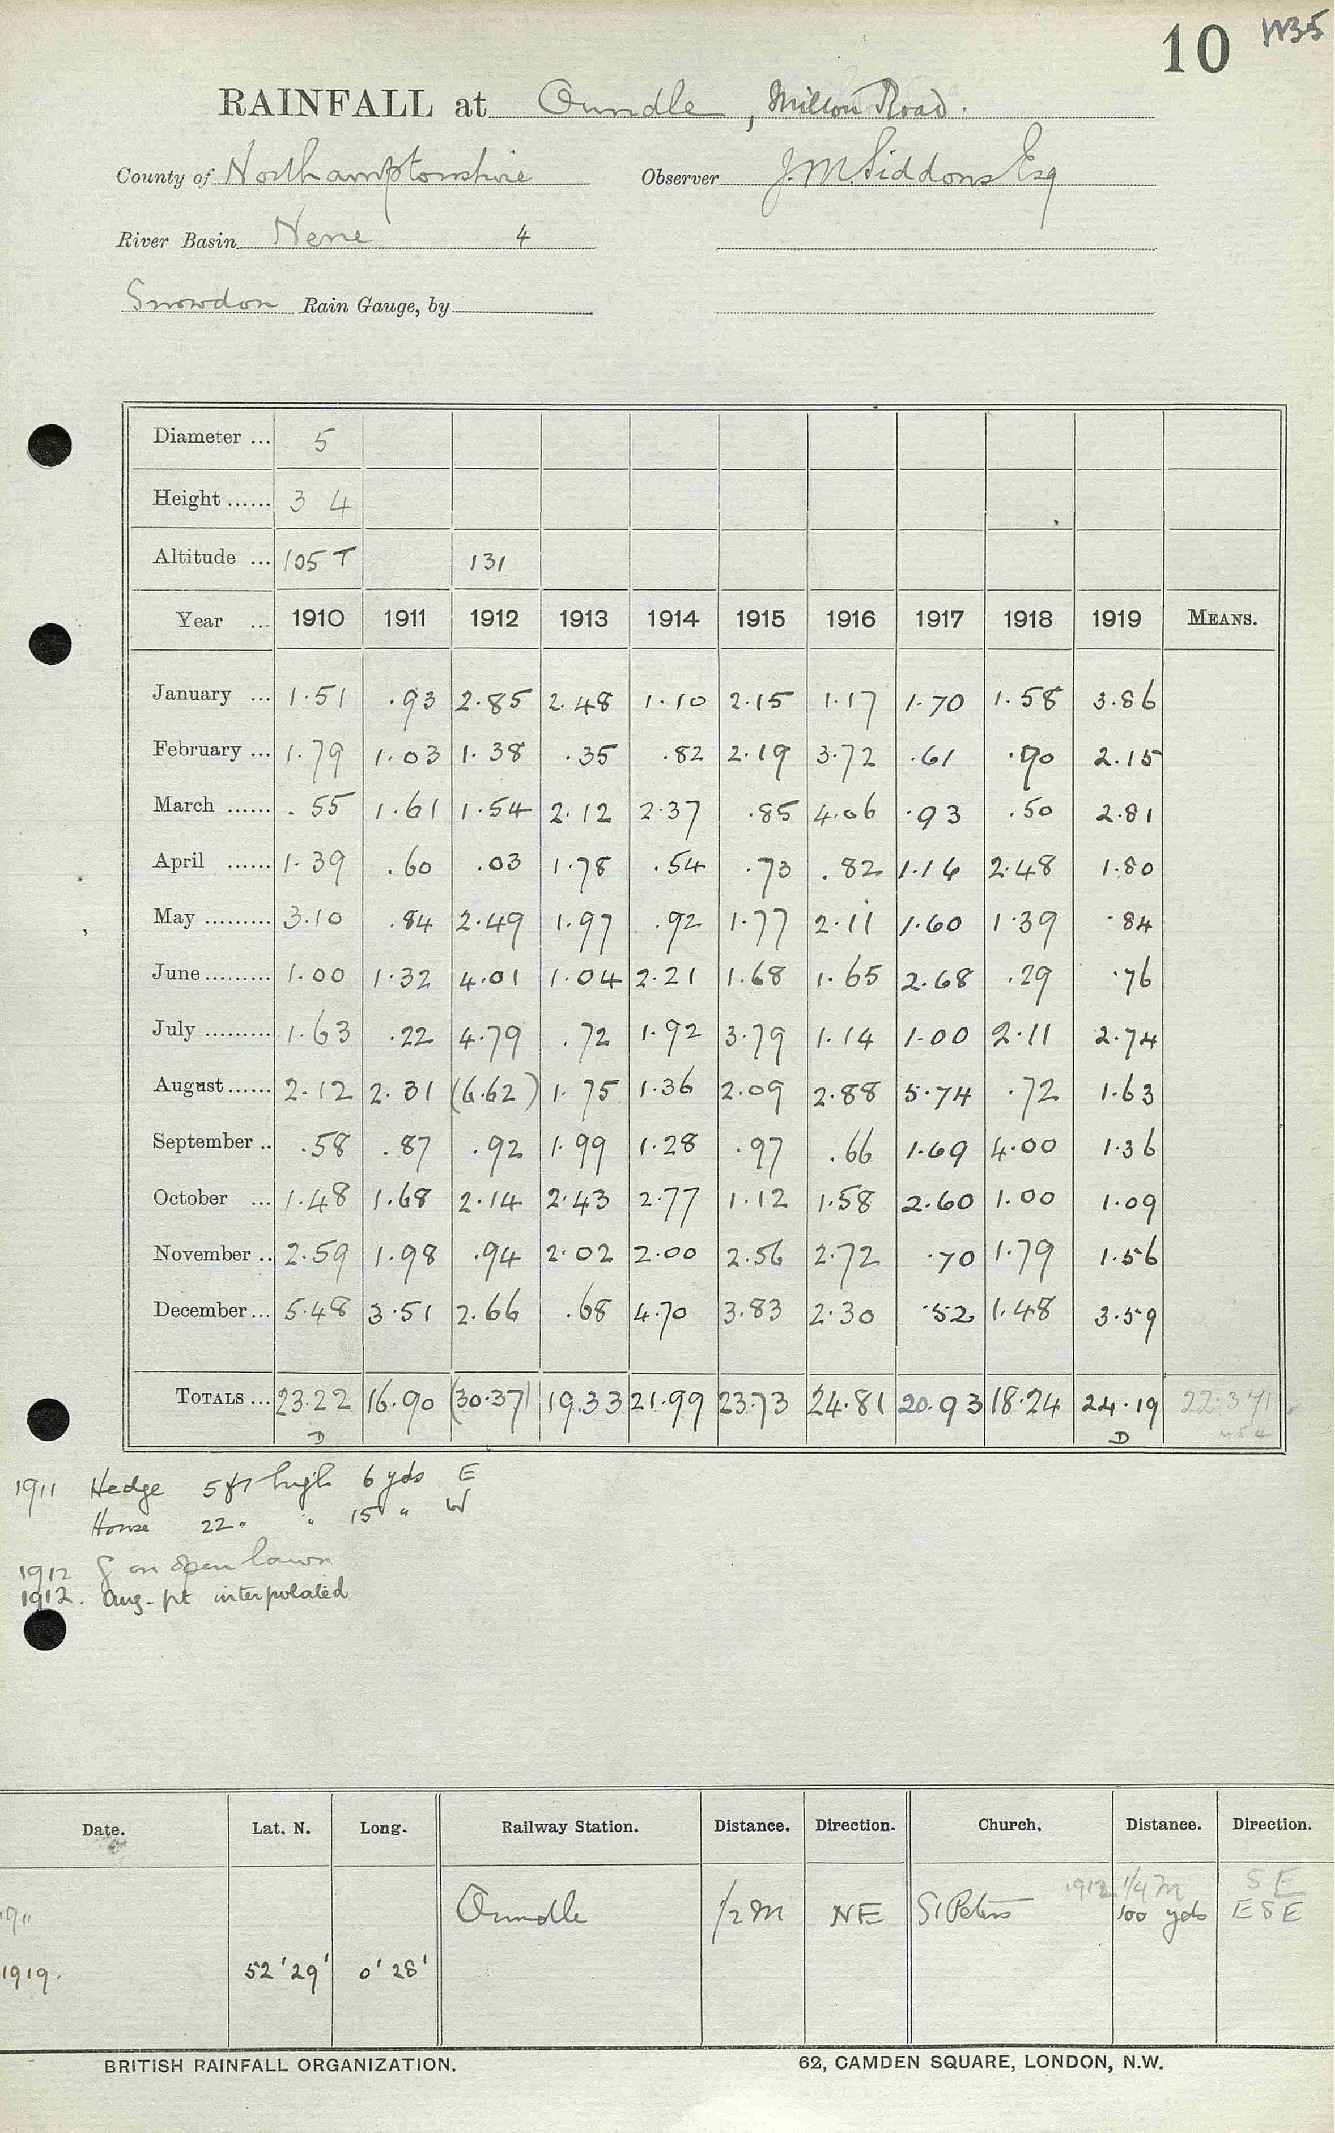 10 W35
RAINFALL at Oundle, Milton Road.
County of Northamptonshire Observer J.M. Siddons Esq
River Basin Nene 4
Snowdon Rain Gauge, by
Diameter ... 5
Height ...... 3 4
Altitude ... 105 T 131
Year ... 1910 1911 1912 1913 1914 1915 1916 1917 1918 1919 MEANS.
January ... 1.51 .93 2.85 2.48 1.10 2.15 1.17 1.70 1.58 3.86
February ... 1.79 1.03 1.38 .35 .82 2.19 3.72 .61 .90 2.15
March ...... .55 1.61 1.54 2.12 2.37 .85 4.06 .93 .50 2.81
April ...... 1.39 .60 .03 1.78 .54 .73 .82 1.16 2.48 1.80
May ......... 3.10 .84 2.49 1.97 .92 1.77 2.11 1.60 1.39 .84
June ......... 1.00 1.32 4.01 1.04 2.21 1.68 1.65 2.68 .29 .76
July ......... 1.63 .22 4.79 .72 1.92 3.79 1.14 1.00 2.11 2.74
August ...... 2.12 2.31 (6.62) 1.75 1.36 2.09 2.88 5.74 .72 1.63
September .. .58 .87 .92 1.99 1.28 .97 .66 1.69 4.00 1.36
October ... 1.48 1.68 2.14 2.43 2.77 1.12 1.58 2.60 1.00 1.09
November .. 2.59 1.98 .94 2.02 2.00 2.56 2.72 .70 1.79 1.56
December ... 5.48 3.51 2.66 .68 4.70 3.83 2.30 .52 1.48 3.59
TOTALS ... 23.22 16.90 (30.37) 19.33 21.99 23.73 24.81 20.93 18.24 24.19 22.371
D D
1911 Hedge 5 ft high 6 yds E
House 22 " " 15 " W
1912 G on open lawn
1912. Aug-pt interpolated
Date. Lat. N. Long. Railway Station. Distance. Direction. Church. Distance. Direction.
1912 1/4 M S E
1911 Oundle 1/2 M NE St Peters 100 yds E S E
1919. 52' 29' 0' 28'
BRITISH RAINFALL ORGANIZATION. 62, CAMDEN SQUARE, LONDON, N.W.